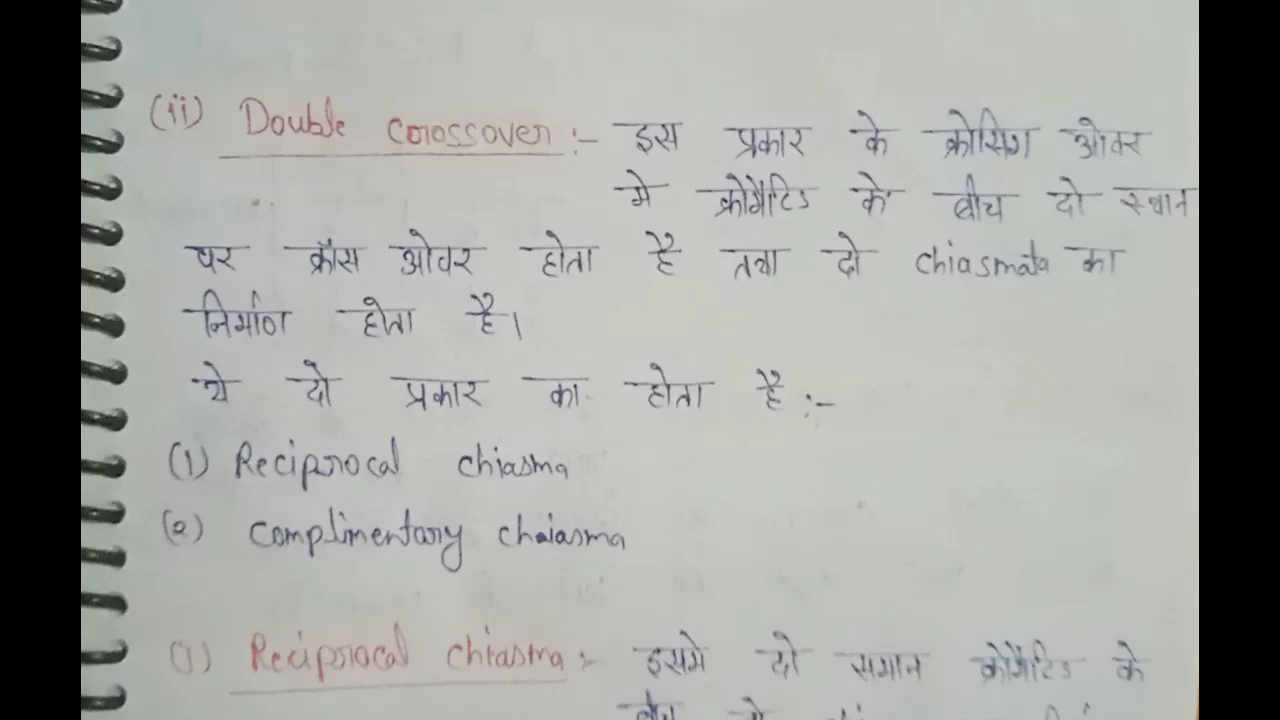 (ii) Double crossover :- इस प्रकार के क्रोसिंग ओवर
मे क्रोमैटिड के बीच दो स्थान
पर क्रॉस ओवर होता है तथा दो chiasmata का
निर्माण होता है।
ये दो प्रकार का होता है :-
(1) Reciprocal chiasma
(2) Complimentary chaiasma
(1) Reciprocal chiasma :- इसमे दो समान क्रोमैटिड के
बीच